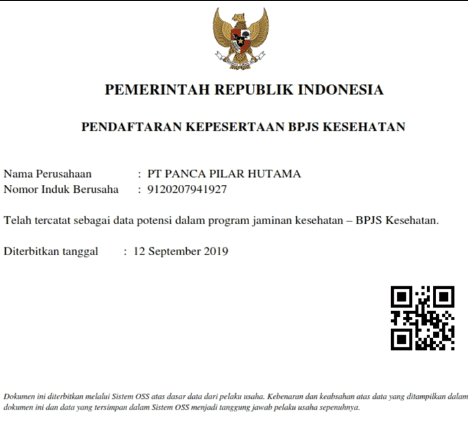 PEMERINTAH REPUBLIK INDONESIA
PENDAFTARAN KEPESERTAAN BPJS KESEHATAN
Nama Perusahaan : PT PANCA PILAR HUTAMA
Nomor Induk Berusaha : 9120207941927
Telah tercatat sebagai data potensi dalam program jaminan kesehatan – BPJS Kesehatan.
Diterbitkan tanggal : 12 September 2019
Dokumen ini diterbitkan melalui Sistem OSS atas dasar data dari pelaku usaha. Kebenaran dan keabsahan atas data yang ditampilkan dalam
dokumen ini dan data yang tersimpan dalam Sistem OSS menjadi tanggung jawab pelaku usaha sepenuhnya.